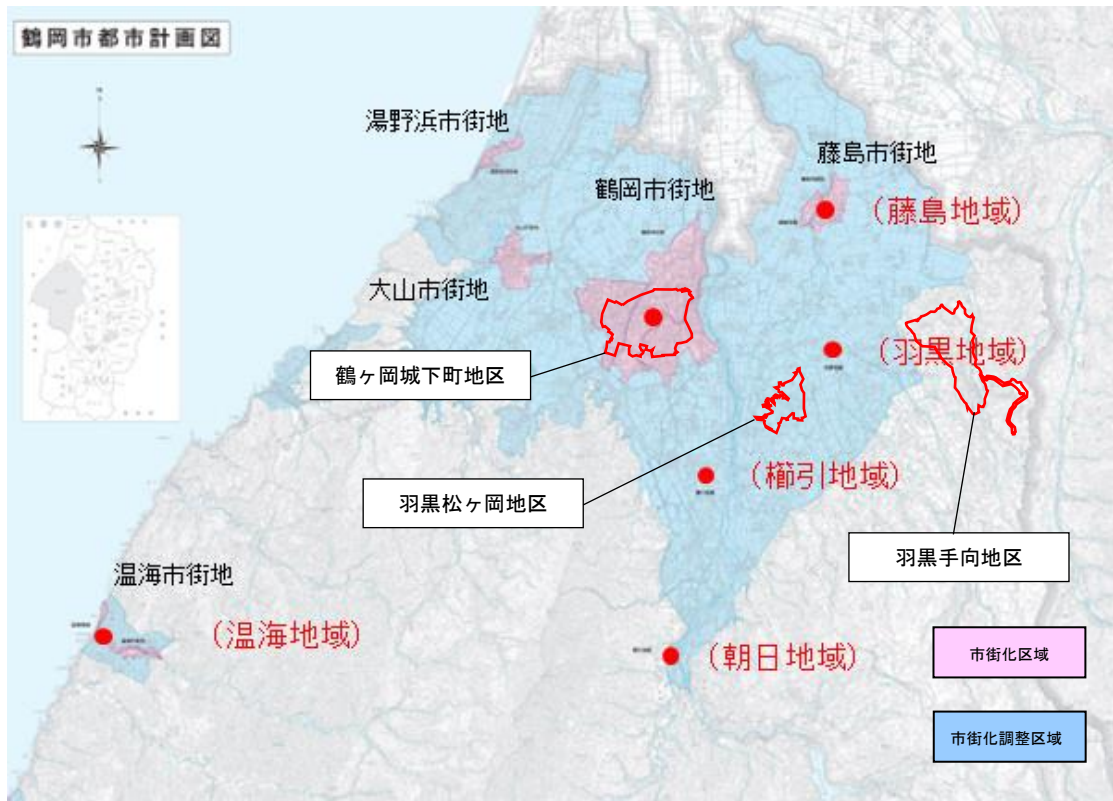 鶴岡市都市計画図
湯野浜市街地
藤島市街地
鶴岡市街地
（藤島地域）
大山市街地
（羽黒地域）
鶴ヶ岡城下町地区
（櫛引地域）
羽黒松ヶ岡地区
羽黒手向地区
温海市街地
（温海地域）
（朝日地域）
市街化区域
市街化調整区域